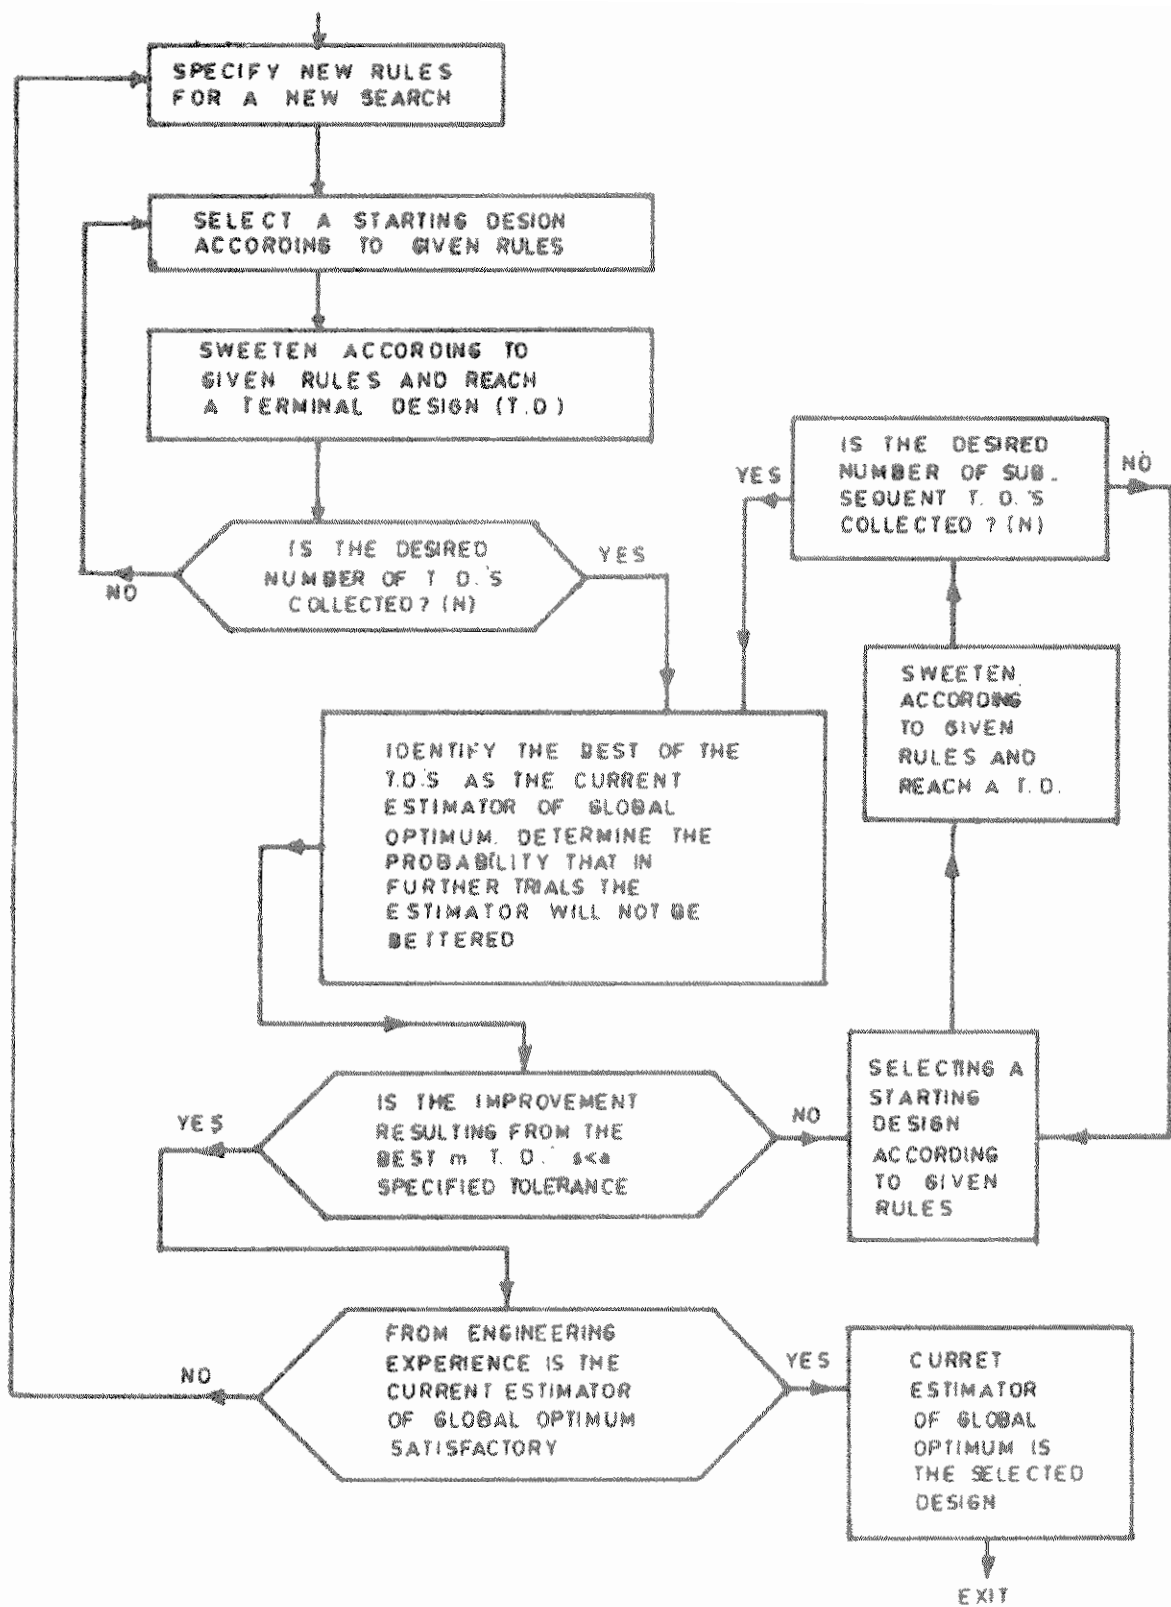 SPECIFY NEW RULES
FOR A NEW SEARCH
SELECT A STARTING DESIGN
ACCORDING TO GIVEN RULES
SWEETEN ACCORDING TO
GIVEN RULES AND REACH
A TERMINAL DESIGN (T.D)
IS THE DESIRED
NUMBER OF T D.'S
COLLECTED? (N)
NO
YES
IS THE DESIRED
NUMBER OF SUB-
SEQUENT T. D.'S
COLLECTED ? (N)
YES
NO
SWEETEN
ACCORDING
TO GIVEN
RULES AND
REACH A T. D.
IDENTIFY THE BEST OF THE
T.D.'S AS THE CURRENT
ESTIMATOR OF GLOBAL
OPTIMUM. DETERMINE THE
PROBABILITY THAT IN
FURTHER TRIALS THE
ESTIMATOR WILL NOT BE
BETTERED
IS THE IMPROVEMENT
RESULTING FROM THE
BEST m T. D.' s<a
SPECIFIED TOLERANCE
YES
NO
SELECTING A
STARTING
DESIGN
ACCORDING
TO GIVEN
RULES
FROM ENGINEERING
EXPERIENCE IS THE
CURRENT ESTIMATOR
OF GLOBAL OPTIMUM
SATISFACTORY
NO
YES
CURRET
ESTIMATOR
OF GLOBAL
OPTIMUM IS
THE SELECTED
DESIGN
EXIT